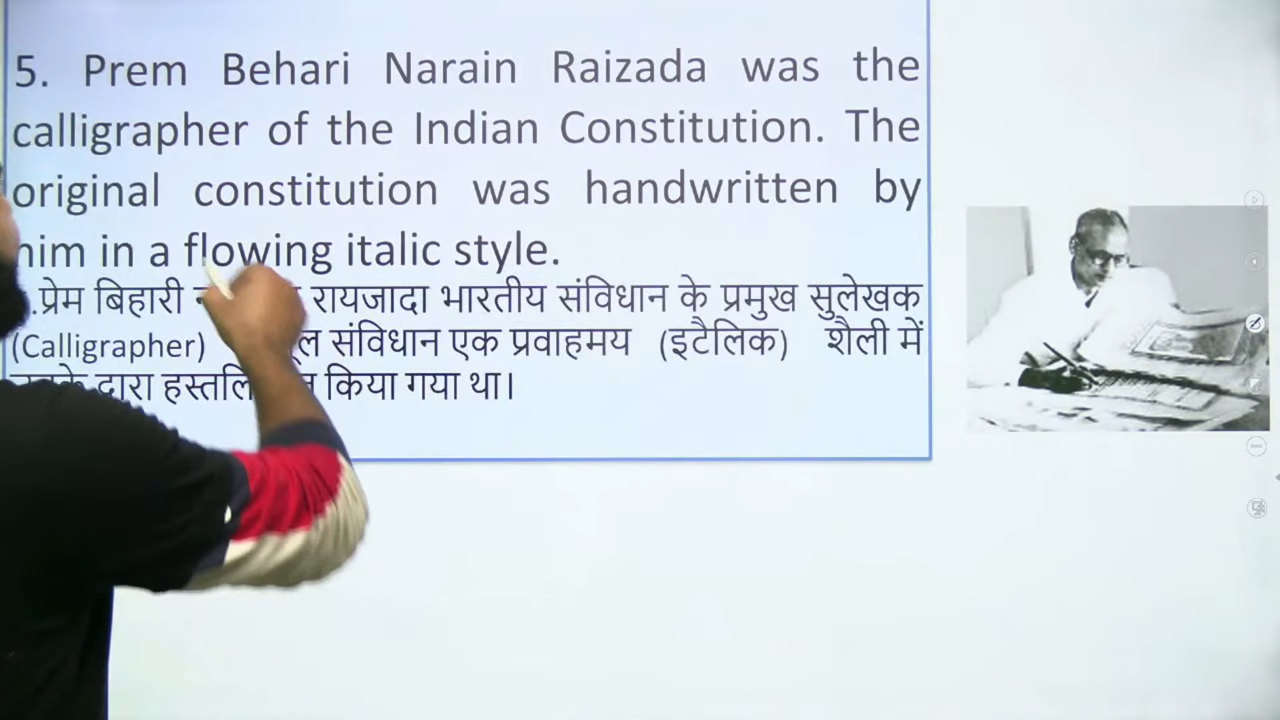 5. Prem Behari Narain Raizada was the
calligrapher of the Indian Constitution. The
original constitution was handwritten by
him in a flowing italic style.
.प्रेम बिहारी रायजादा भारतीय संविधान के प्रमुख सुलेखक
(Calligrapher) संविधान एक प्रवाहमय (इटैलिक) शैली में
द्वारा किया गया था।